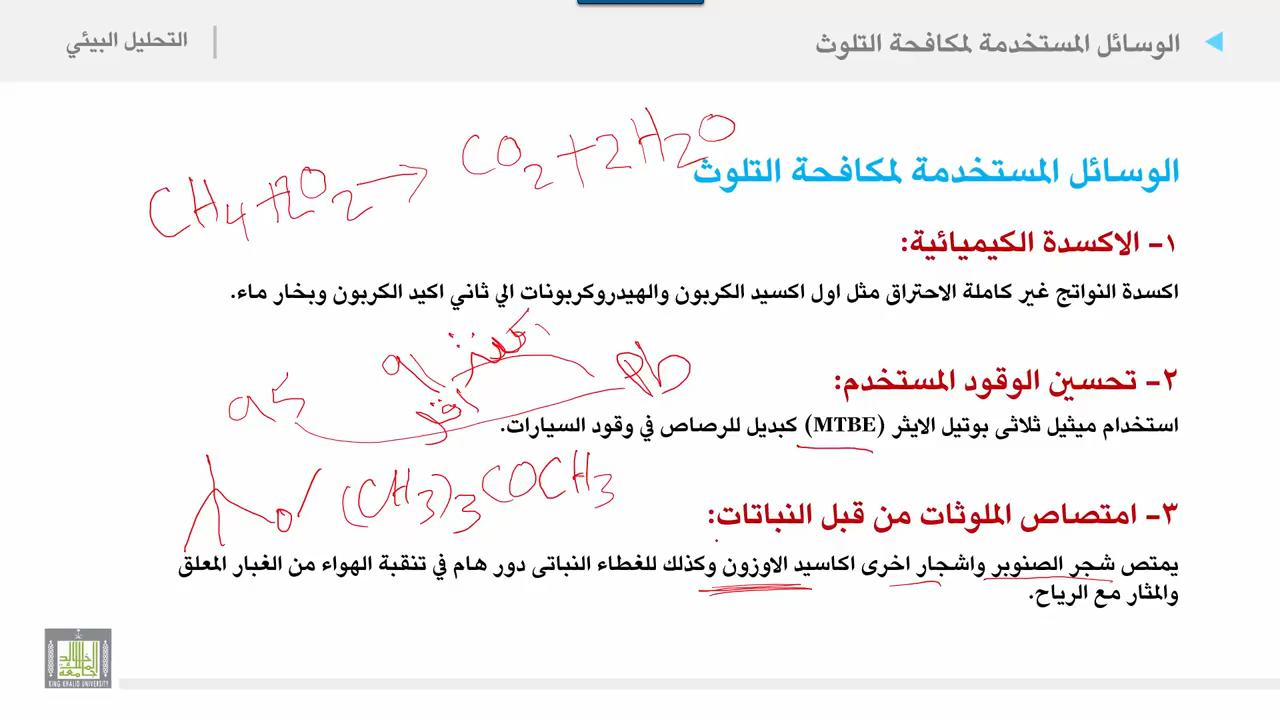 الوسائل المستخدمة لمكافحة التلوث
التحليل البيئي
CH4+2O2 → CO2+2H2O
الوسائل المستخدمة لمكافحة التلوث
١- الاكسدة الكيميائية:
اكسدة النواتج غير كاملة الاحتراق مثل اول اكسيد الكربون والهيدروكربونات الي ثاني اكيد الكربون وبخار ماء.
Pb
91
95
٢- تحسين الوقود المستخدم:
استخدام ميثيل ثلاثى بوتيل الايثر (MTBE) كبديل للرصاص في وقود السيارات.
(CH3)3COCH3
O
٣- امتصاص الملوثات من قبل النباتات:
يمتص شجر الصنوبر واشجار اخرى اكاسيد الاوزون وكذلك للغطاء النباتى دور هام في تنقبة الهواء من الغبار المعلق
والمثار مع الرياح.
KING KHALID UNIVERSITY